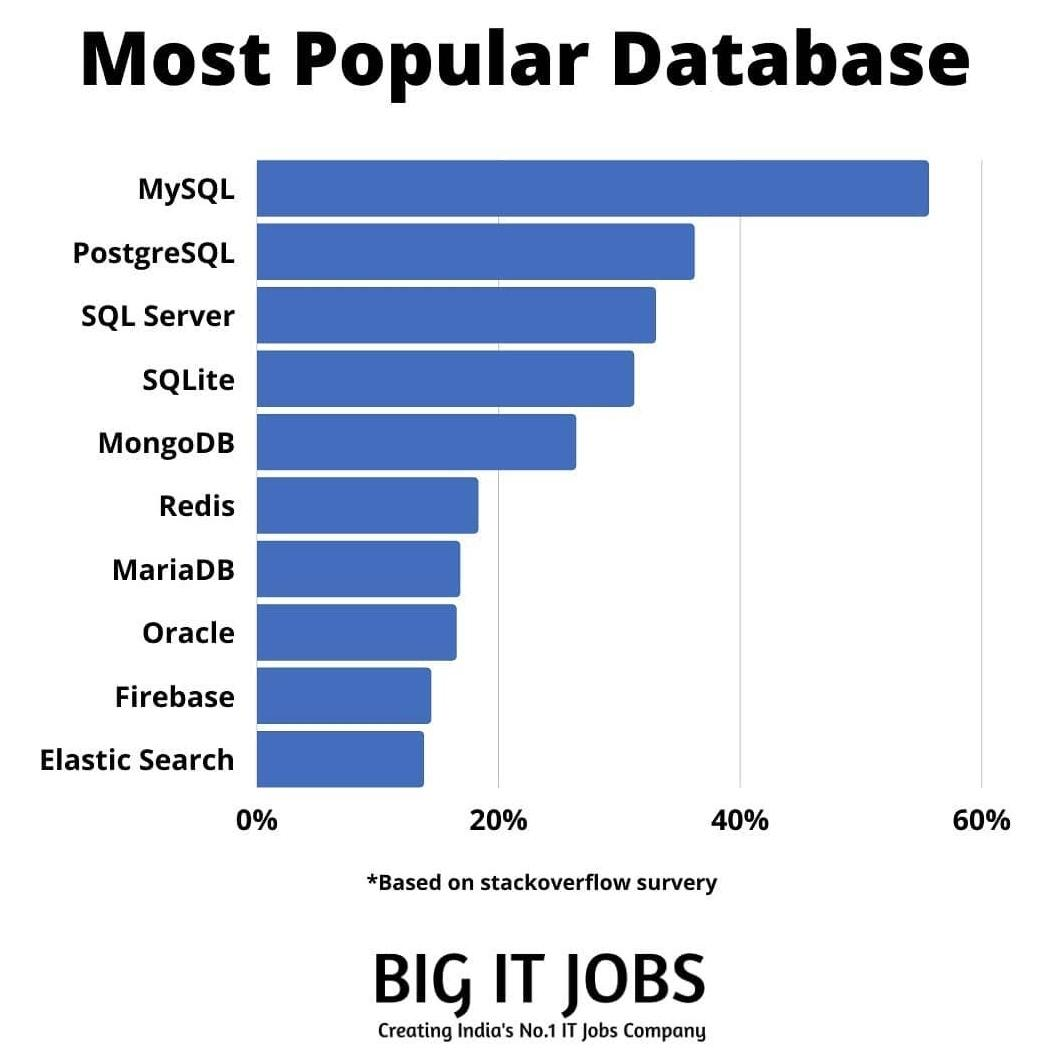 Most Popular Database
MySQL
PostgreSQL
SQL Server
SQLite
MongoDB
Redis
MariaDB
Oracle
Firebase
Elastic Search
0% 20% 40% 60%
*Based on stackoverflow survery
BIG IT JOBS
Creating India's No.1 IT Jobs Company